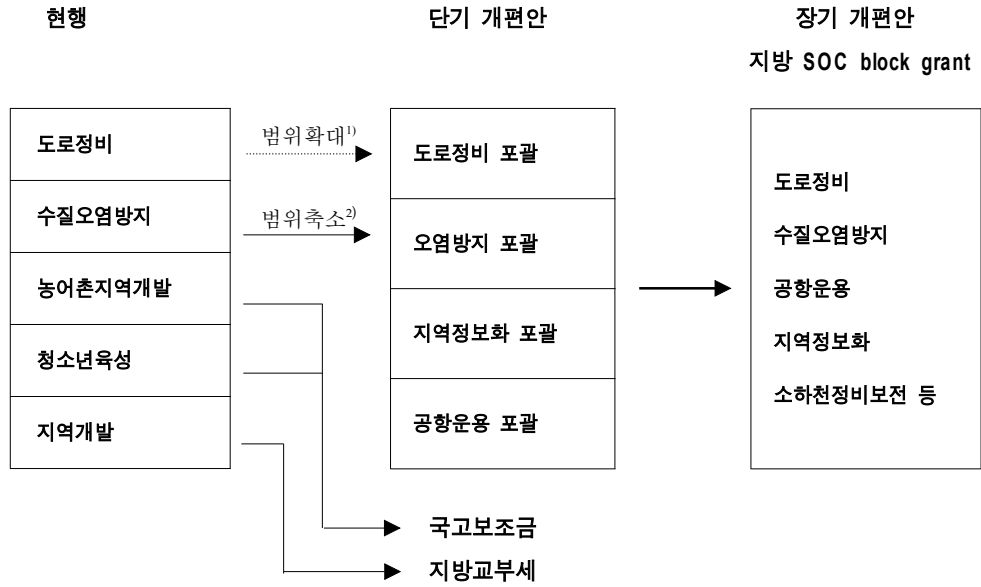 현행
단기 개편안
장기 개편안
지방 SOC block grant
도로정비
수질오염방지
농어촌지역개발
청소년육성
지역개발
범위확대¹⁾
범위축소²⁾
도로정비 포괄
오염방지 포괄
지역정보화 포괄
공항운용 포괄
국고보조금
지방교부세
도로정비
수질오염방지
공항운용
지역정보화
소하천정비보전 등